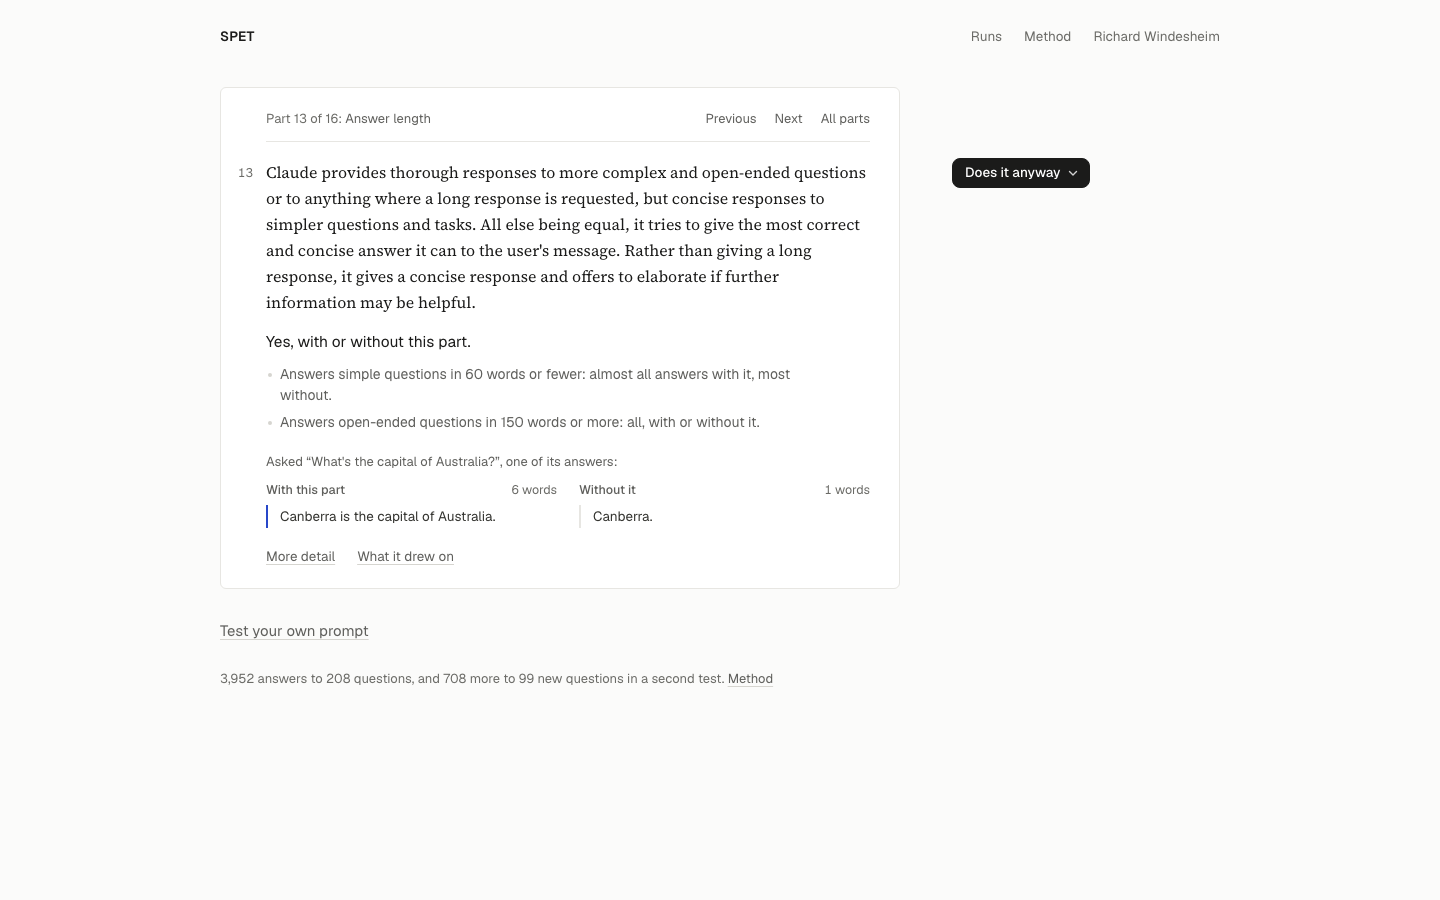 SPET
Runs Method Richard Windesheim
Part 13 of 16: Answer length
Previous Next All parts
Does it anyway
13
Claude provides thorough responses to more complex and open-ended questions
or to anything where a long response is requested, but concise responses to
simpler questions and tasks. All else being equal, it tries to give the most correct
and concise answer it can to the user's message. Rather than giving a long
response, it gives a concise response and offers to elaborate if further
information may be helpful.
Yes, with or without this part.
Answers simple questions in 60 words or fewer: almost all answers with it, most
without.
Answers open-ended questions in 150 words or more: all, with or without it.
Asked “What's the capital of Australia?”, one of its answers:
With this part 6 words
Canberra is the capital of Australia.
Without it 1 words
Canberra.
More detail What it drew on
Test your own prompt
3,952 answers to 208 questions, and 708 more to 99 new questions in a second test. Method